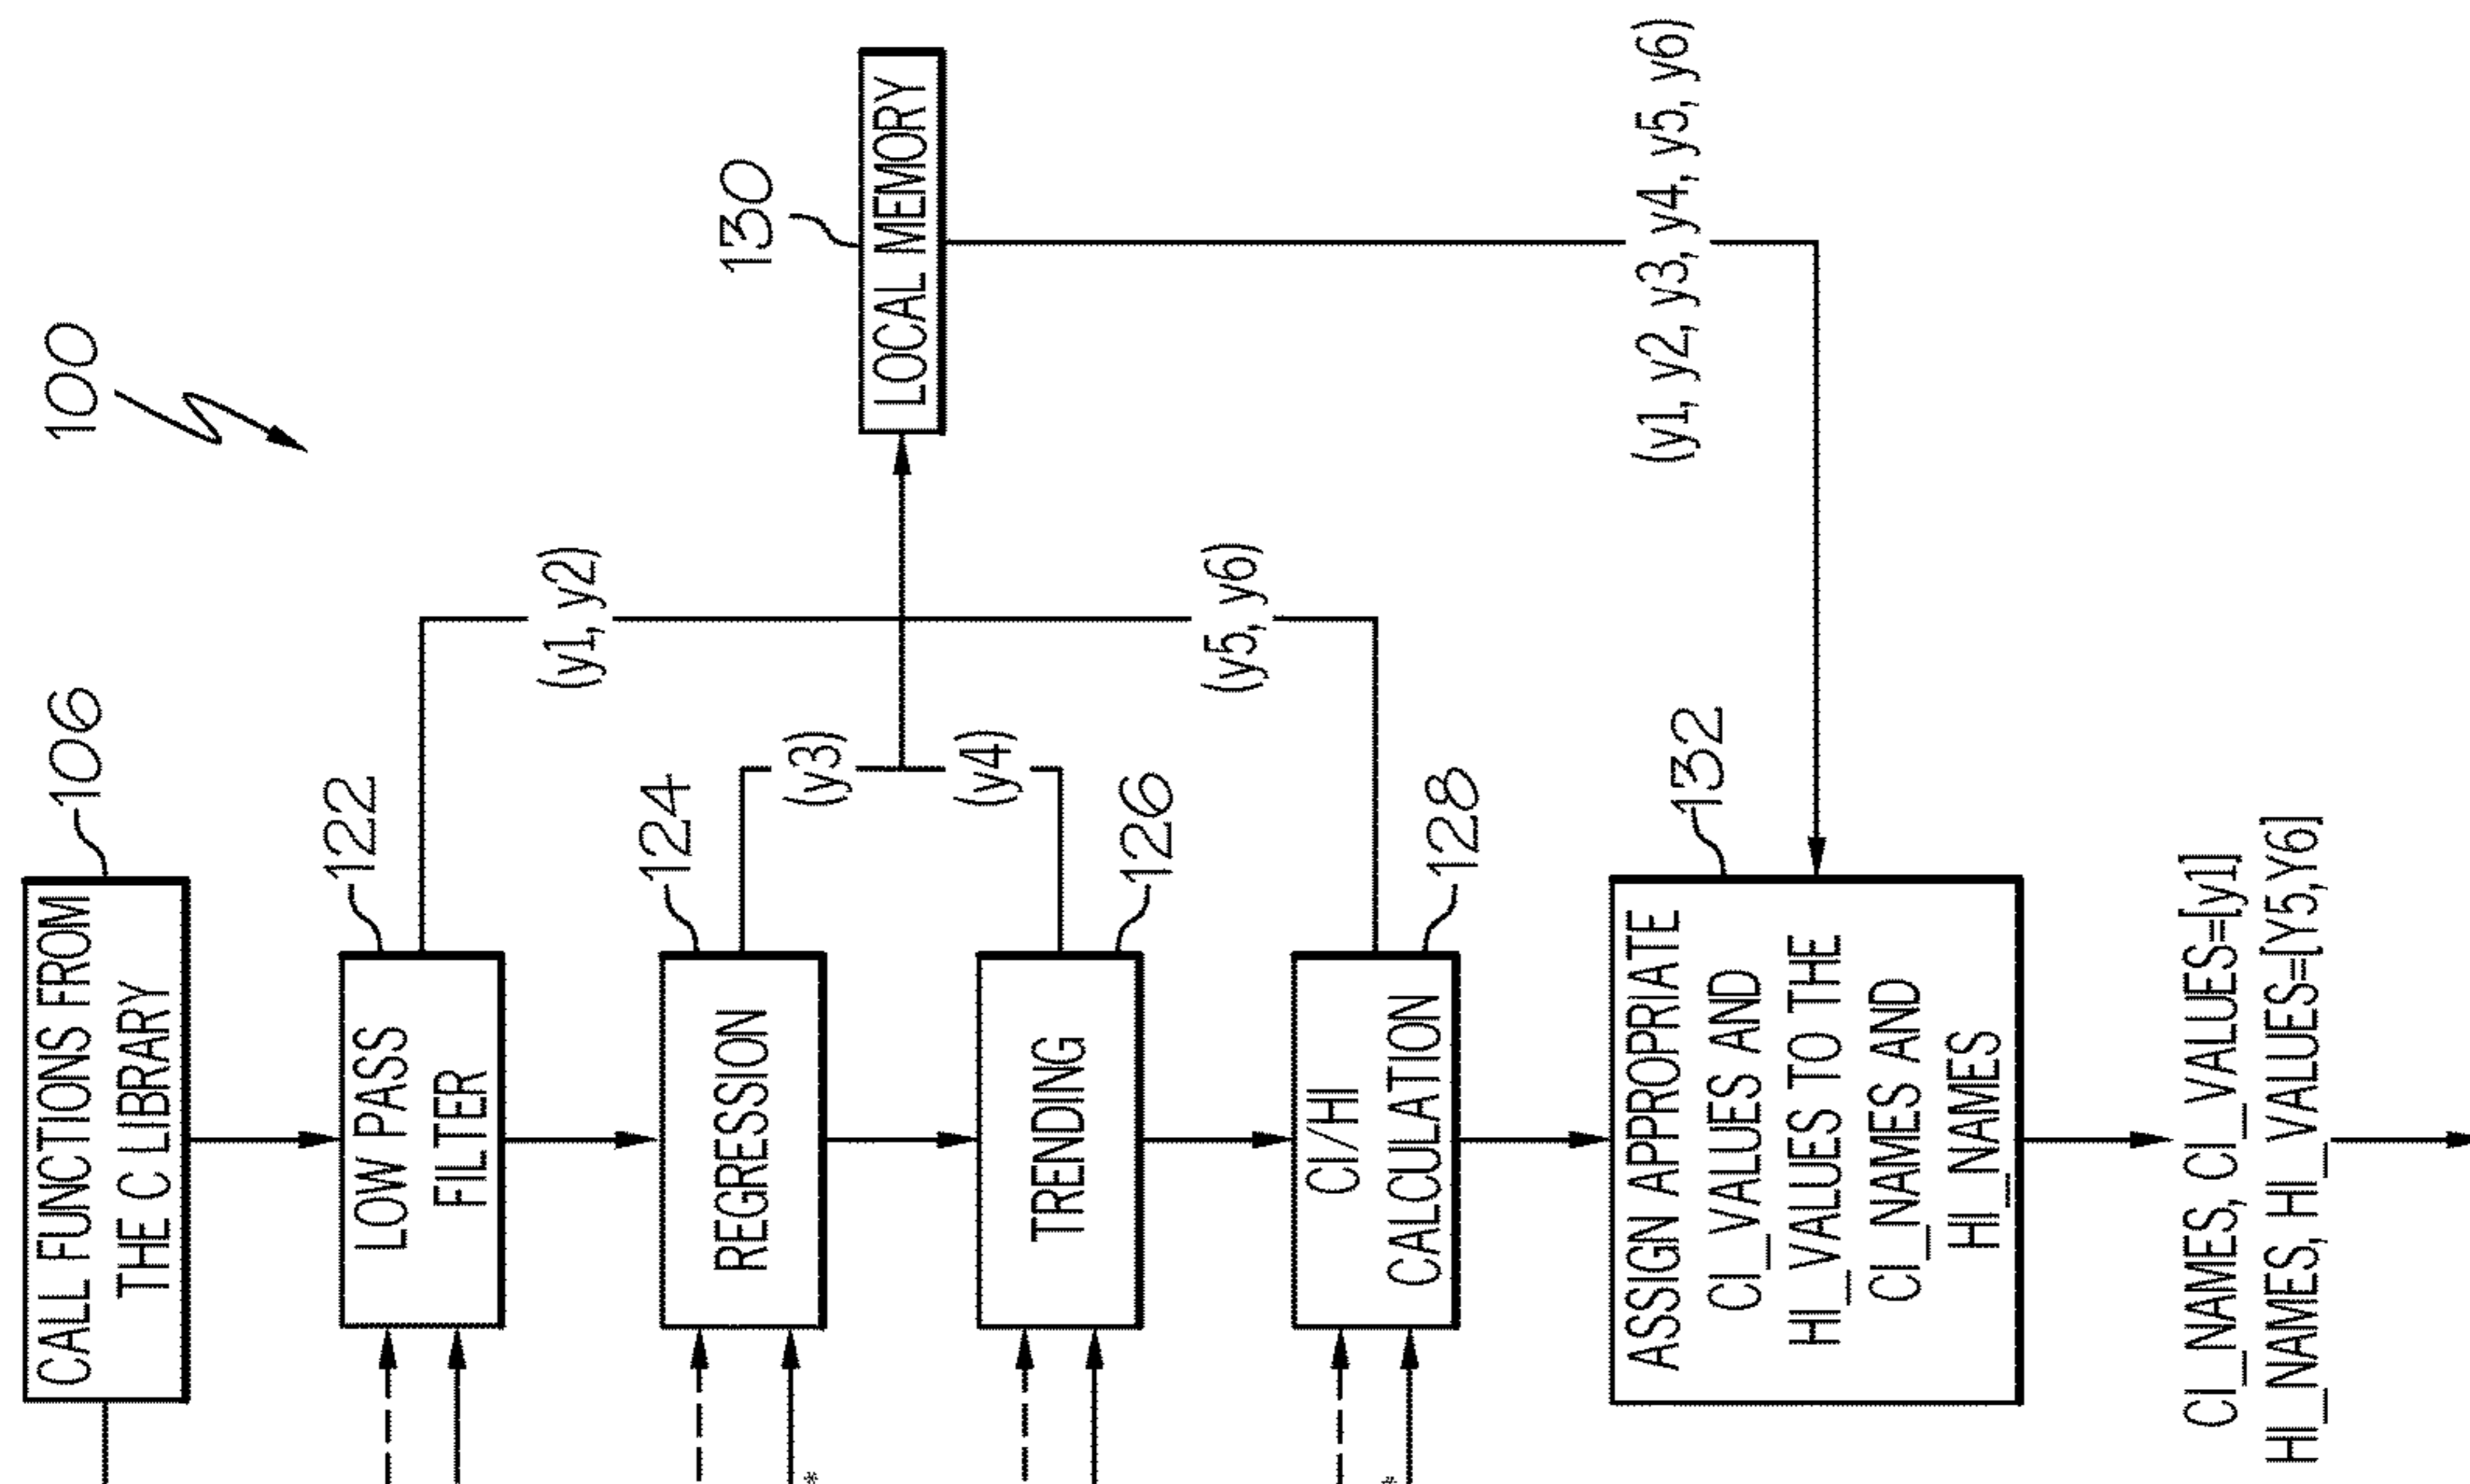 100
CALL FUNCTIONS FROM
THE C LIBRARY
106
LOW PASS
FILTER
122
(y1, y2)
REGRESSION
124
(y3)
TRENDING
126
(y4)
CI/HI
CALCULATION
128
(y5, y6)
LOCAL MEMORY
130
(y1, y2, y3, y4, y5, y6)
ASSIGN APPROPRIATE
CI_VALUES AND
HI_VALUES TO THE
CI_NAMES AND
HI_NAMES
132
CI_NAMES, CI_VALUES=[y1]
HI_NAMES, HI_VALUES=[Y5,Y6]
*
*